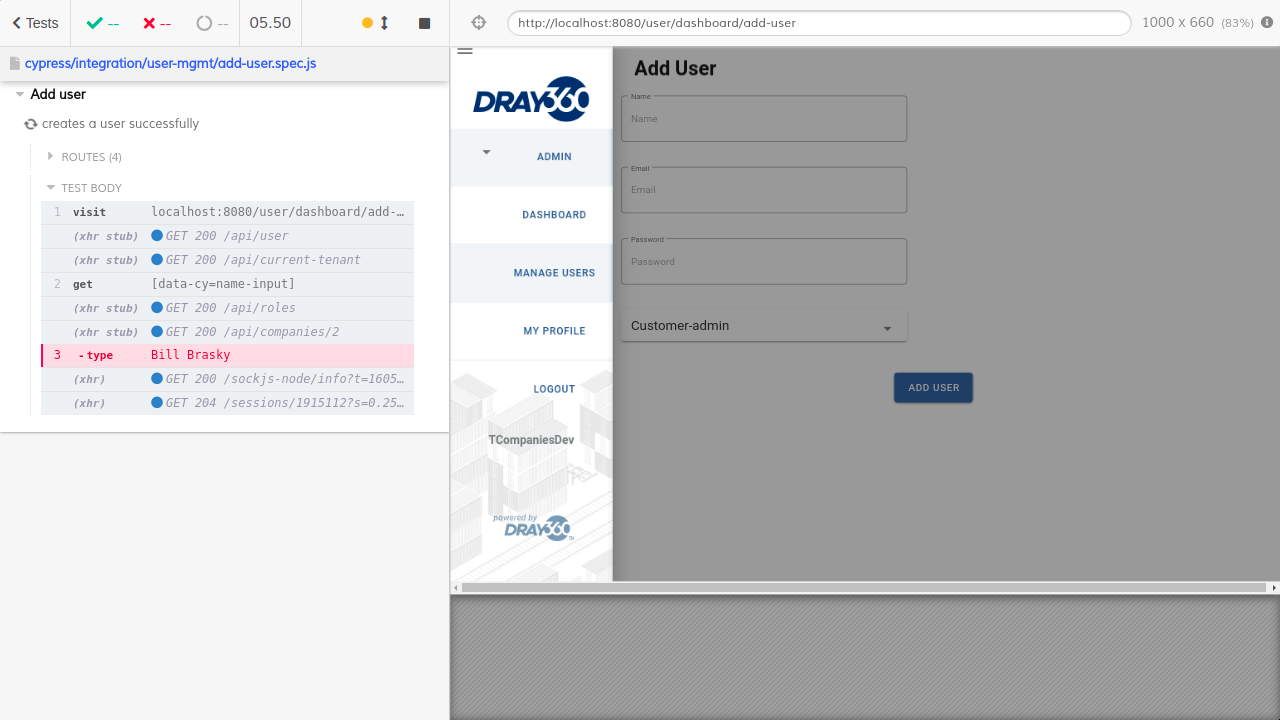 Tests
--
--
--
05.50
cypress/integration/user-mgmt/add-user.spec.js
Add user
creates a user successfully
ROUTES (4)
TEST BODY
1 visit localhost:8080/user/dashboard/add-…
(xhr stub) GET 200 /api/user
(xhr stub) GET 200 /api/current-tenant
2 get [data-cy=name-input]
(xhr stub) GET 200 /api/roles
(xhr stub) GET 200 /api/companies/2
3 -type Bill Brasky
(xhr) GET 200 /sockjs-node/info?t=1605…
(xhr) GET 204 /sessions/1915112?s=0.25…
http://localhost:8080/user/dashboard/add-user
1000 x 660 (83%)
DRAY360
ADMIN
DASHBOARD
MANAGE USERS
MY PROFILE
LOGOUT
TCompaniesDev
powered by
DRAY360
Add User
Name
Name
Email
Email
Password
Password
Customer-admin
ADD USER